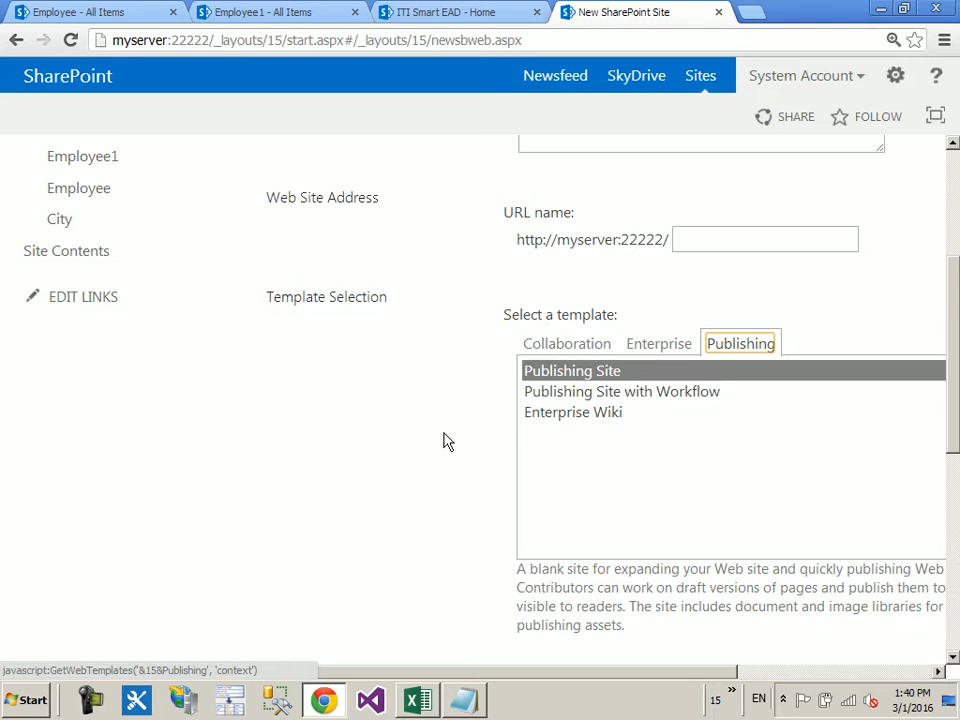 Employee - All Items
Employee1 - All Items
ITI Smart EAD - Home
New SharePoint Site
myserver:22222/_layouts/15/start.aspx#/_layouts/15/newsbweb.aspx
SharePoint
Newsfeed
SkyDrive
Sites
System Account
?
SHARE
FOLLOW
Employee1
Employee
City
Site Contents
EDIT LINKS
Web Site Address
URL name:
http://myserver:22222/
Template Selection
Select a template:
Collaboration
Enterprise
Publishing
Publishing Site
Publishing Site with Workflow
Enterprise Wiki
A blank site for expanding your Web site and quickly publishing Web
Contributors can work on draft versions of pages and publish them to
visible to readers. The site includes document and image libraries for
publishing assets.
javascript:GetWebTemplates('&15&Publishing', 'context')
Start
15
EN
1:40 PM
3/1/2016